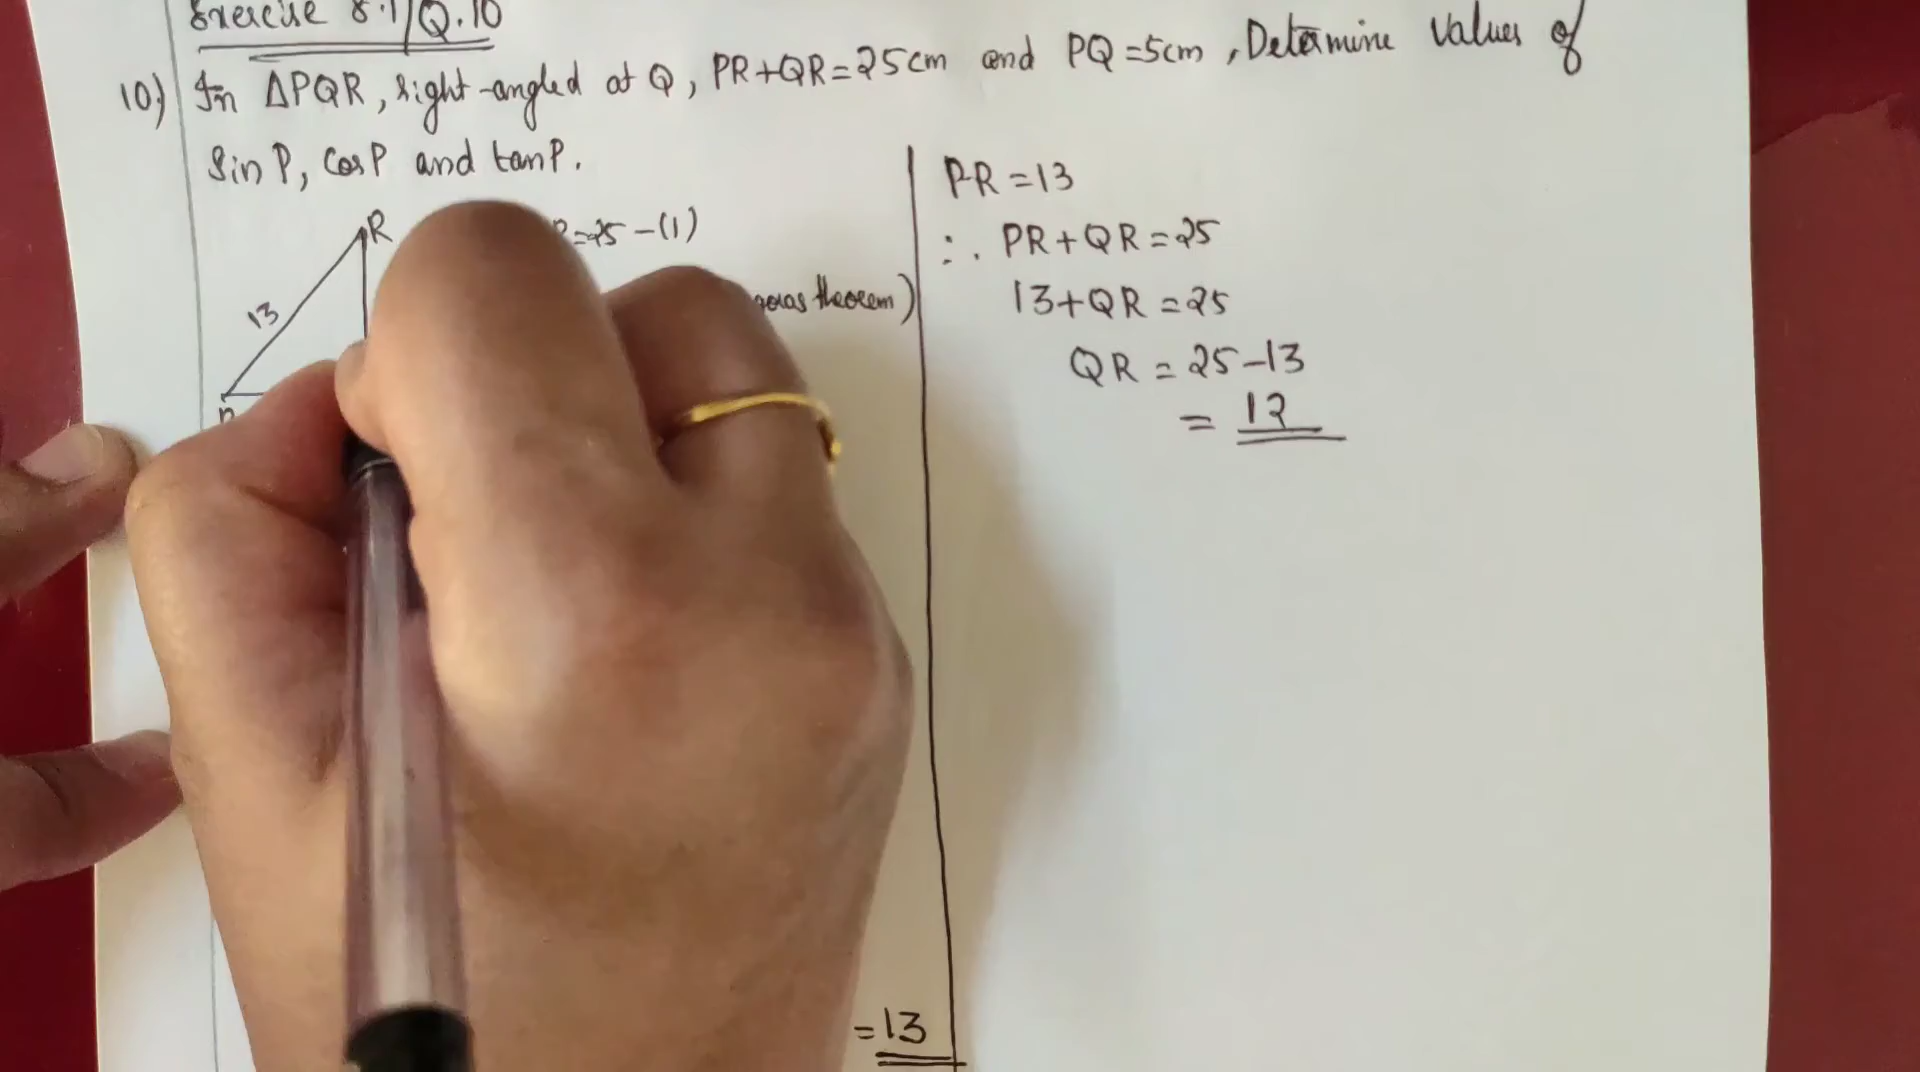 Exercise 8.1/Q.10
10) In ΔPQR, right-angled at Q, PR+QR=25cm and PQ=5cm, Determine values of
Sin P, Cos P and tan P.
R
13
=25 -(1)
theorem)
=13
PR=13
∴ PR+QR=25
13+QR=25
QR = 25-13
= 12